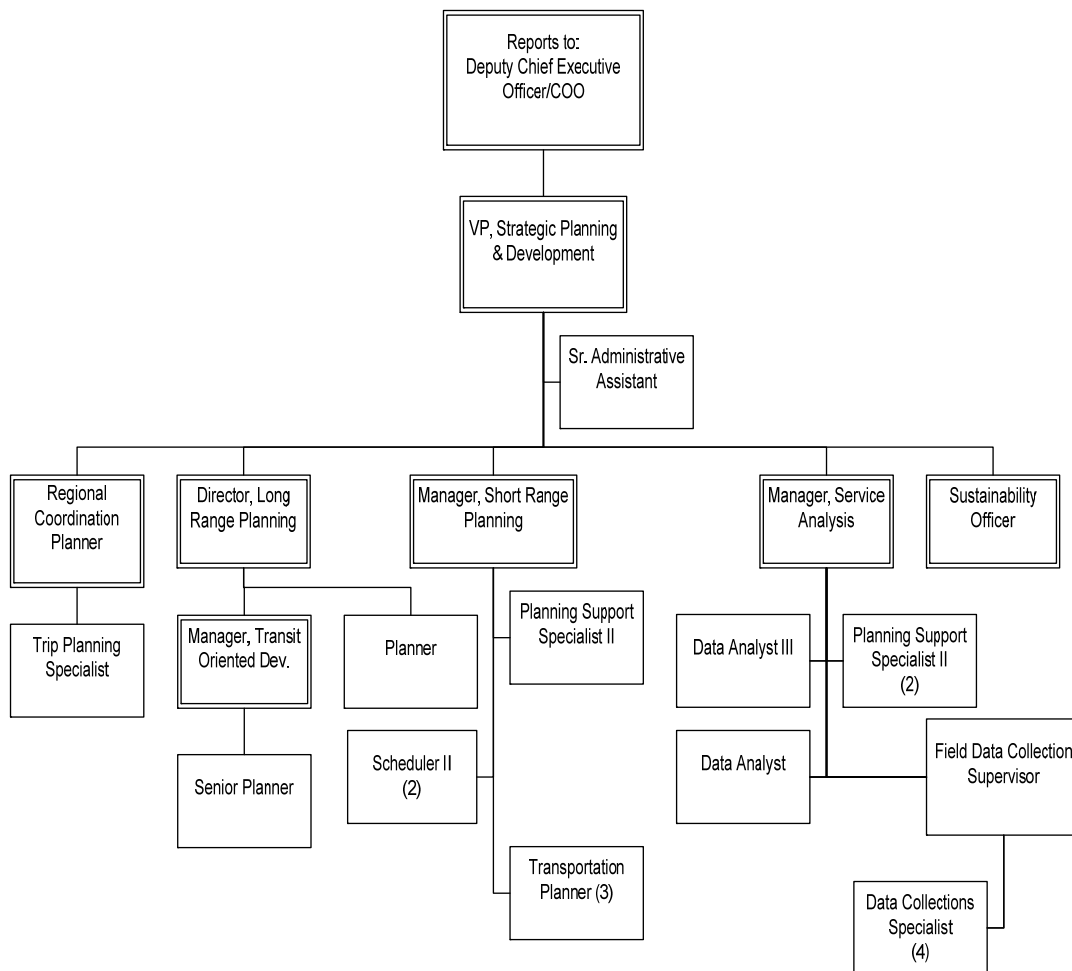 Reports to:
Deputy Chief Executive
Officer/COO
VP, Strategic Planning
& Development
Sr. Administrative
Assistant
Regional
Coordination
Planner
Director, Long
Range Planning
Manager, Short Range
Planning
Manager, Service
Analysis
Sustainability
Officer
Trip Planning
Specialist
Manager, Transit
Oriented Dev.
Planner
Planning Support
Specialist II
Data Analyst III
Planning Support
Specialist II
(2)
Senior Planner
Scheduler II
(2)
Data Analyst
Field Data Collection
Supervisor
Transportation
Planner (3)
Data Collections
Specialist
(4)